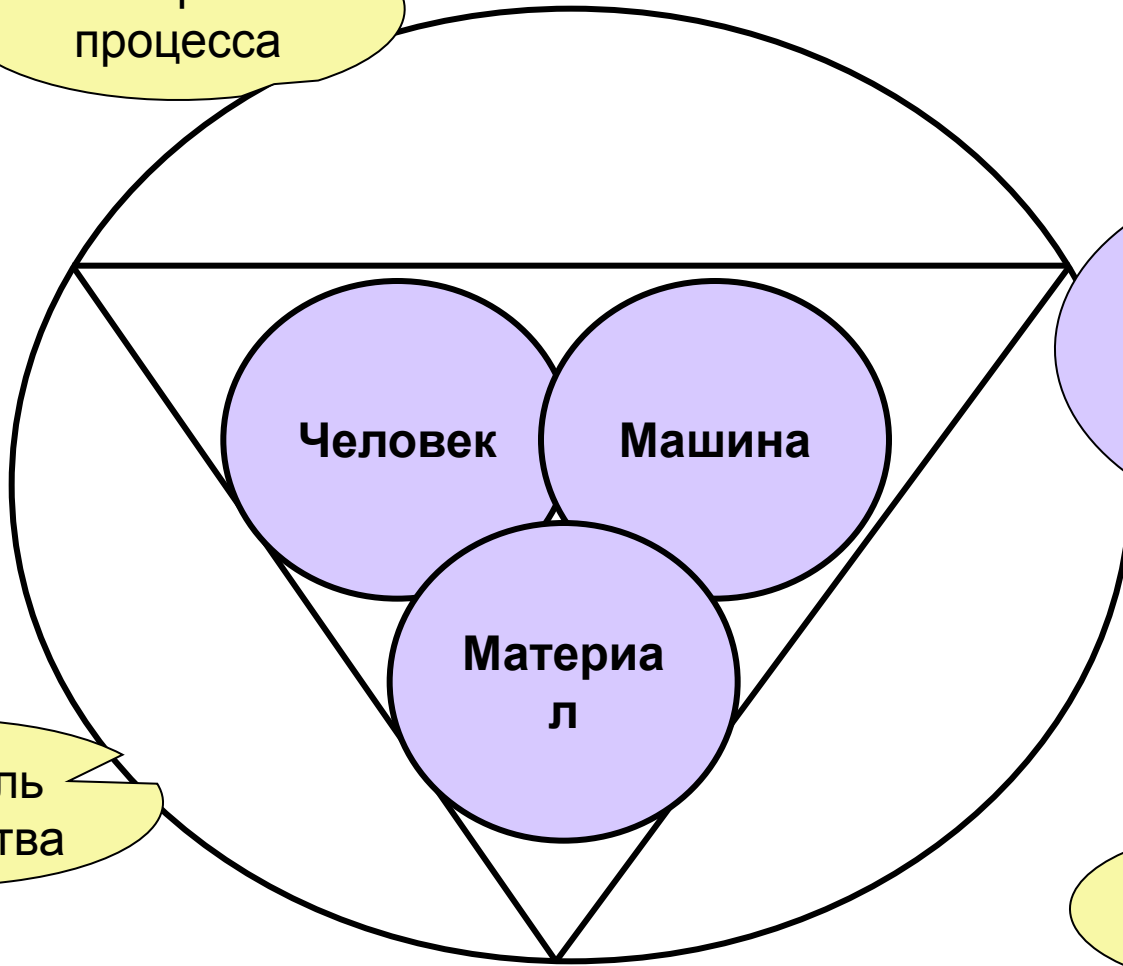 процесса
Человек
Машина
Материа
л
ль
тва